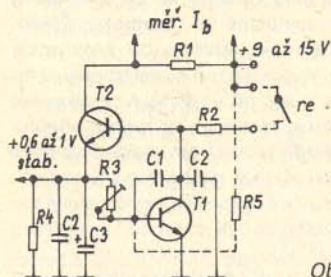 měř. I_b
R1
+9 až 15 V
T2
R2
re
+0,6 až 1 V
stab.
C1
C2
R3
T1
R4
C2
C3
+
R5
Ob